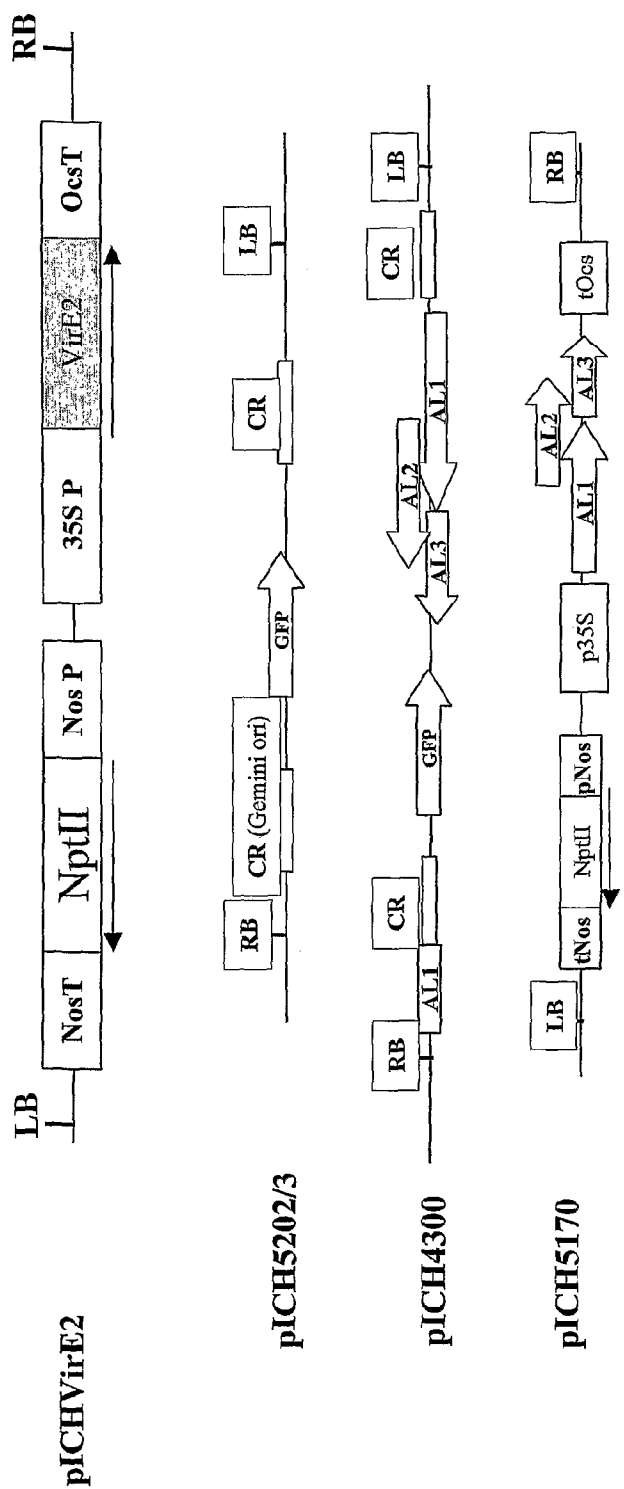 pICHVirE2
LB
NosT
NptII
Nos P
35S P
VirE2
OcsT
RB
pICH5202/3
RB
CR (Gemini ori)
GFP
CR
LB
pICH4300
RB
AL1
CR
GFP
AL3
AL2
AL1
CR
LB
pICH5170
LB
tNos
NptII
pNos
p35S
AL1
AL2
AL3
tOcs
RB